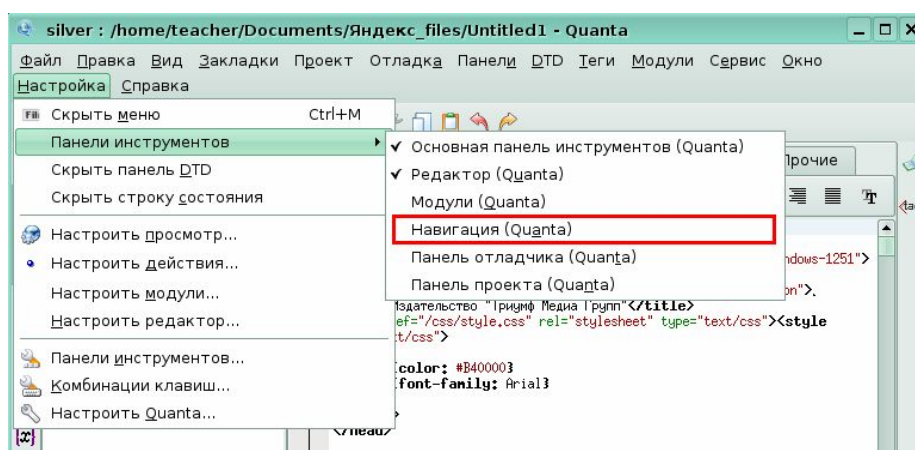 silver : /home/teacher/Documents/Яндекс_files/Untitled1 - Quanta
Файл Правка Вид Закладки Проект Отладка Панели DTD Теги Модули Сервис Окно
Настройка Справка
Скрыть меню Ctrl+M
Панели инструментов
Скрыть панель DTD
Скрыть строку состояния
Настроить просмотр...
Настроить действия...
Настроить модули...
Настроить редактор...
Панели инструментов...
Комбинации клавиш...
Настроить Quanta...
Основная панель инструментов (Quanta)
Редактор (Quanta)
Модули (Quanta)
Навигация (Quanta)
Панель отладчика (Quanta)
Панель проекта (Quanta)
Прочие
ndows-1251">
on">,
Издательство "Триумф Медиа Групп"</title>
ef="/css/style.css" rel="stylesheet" type="text/css"><style
t/css">
{color: #B40000}
{font-family: Arial}
>
</head>